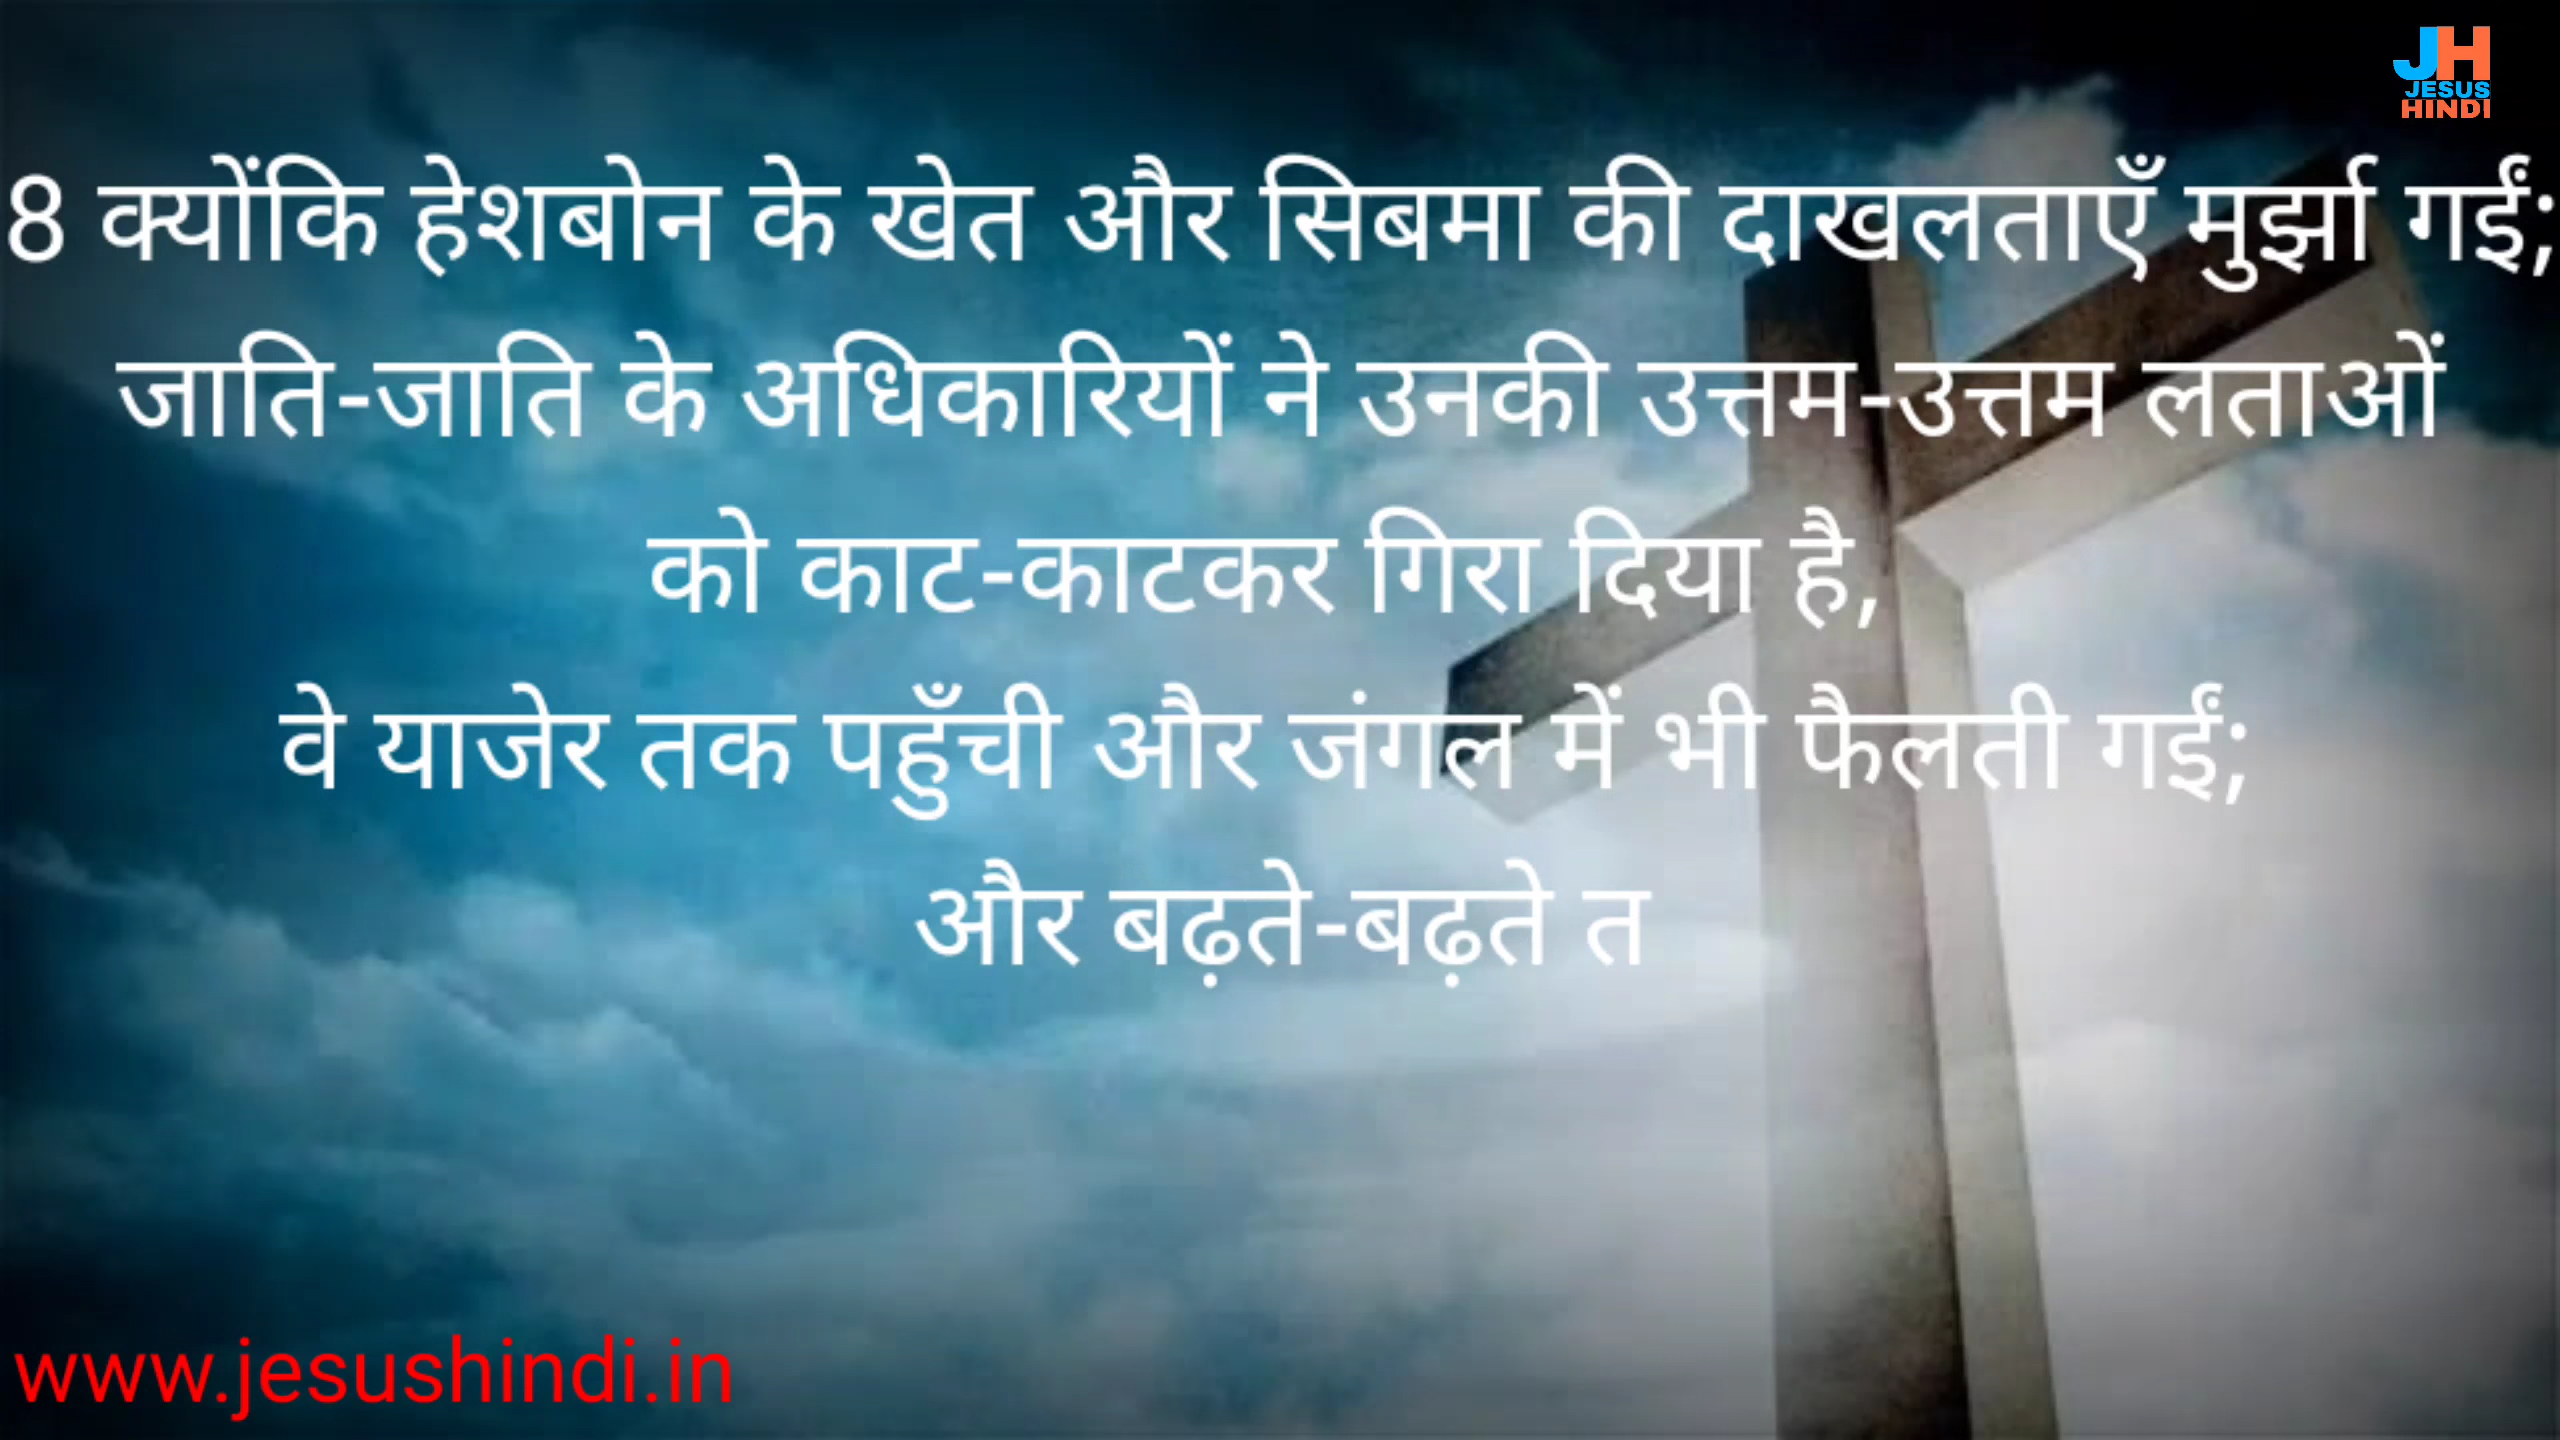 JH
JESUS
HINDI
8 क्योंकि हेशबोन के खेत और सिबमा की दाखलताएँ मुर्झा गईं;
जाति-जाति के अधिकारियों ने उनकी उत्तम-उत्तम लताओं
को काट-काटकर गिरा दिया है,
वे याजेर तक पहुँची और जंगल में भी फैलती गईं;
और बढ़ते-बढ़ते त
www.jesushindi.in